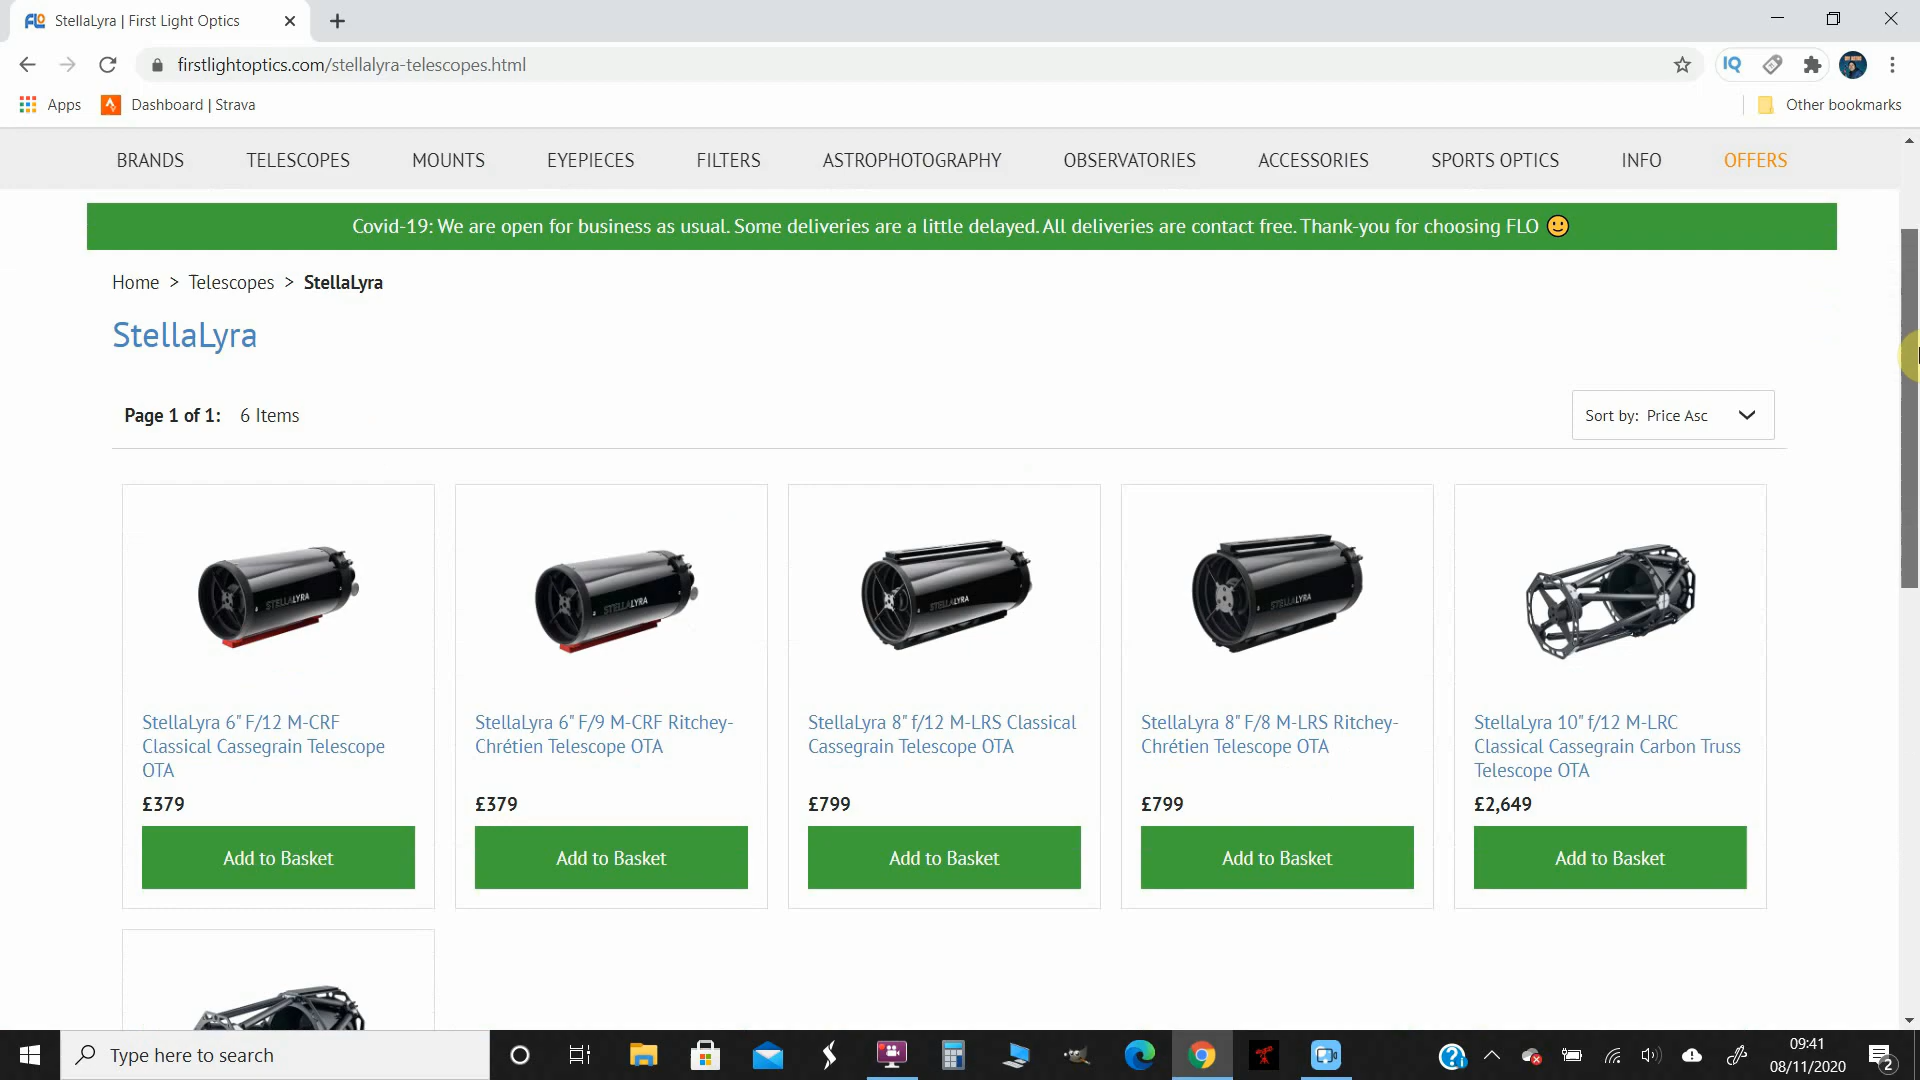 StellaLyra | First Light Optics
firstlightoptics.com/stellalyra-telescopes.html
IQ
Apps
Dashboard | Strava
Other bookmarks
BRANDS
TELESCOPES
MOUNTS
EYEPIECES
FILTERS
ASTROPHOTOGRAPHY
OBSERVATORIES
ACCESSORIES
SPORTS OPTICS
INFO
OFFERS
Covid-19: We are open for business as usual. Some deliveries are a little delayed. All deliveries are contact free. Thank-you for choosing FLO 🙂
Home > Telescopes > StellaLyra
StellaLyra
Page 1 of 1: 6 Items
Sort by: Price Asc
STELLALYRA
STELLALYRA
STELLALYRA
STELLALYRA
StellaLyra 6" F/12 M-CRF
Classical Cassegrain Telescope
OTA
£379
Add to Basket
StellaLyra 6" F/9 M-CRF Ritchey-
Chrétien Telescope OTA
£379
Add to Basket
StellaLyra 8" f/12 M-LRS Classical
Cassegrain Telescope OTA
£799
Add to Basket
StellaLyra 8" F/8 M-LRS Ritchey-
Chrétien Telescope OTA
£799
Add to Basket
StellaLyra 10" f/12 M-LRC
Classical Cassegrain Carbon Truss
Telescope OTA
£2,649
Add to Basket
Type here to search
09:41
08/11/2020
2